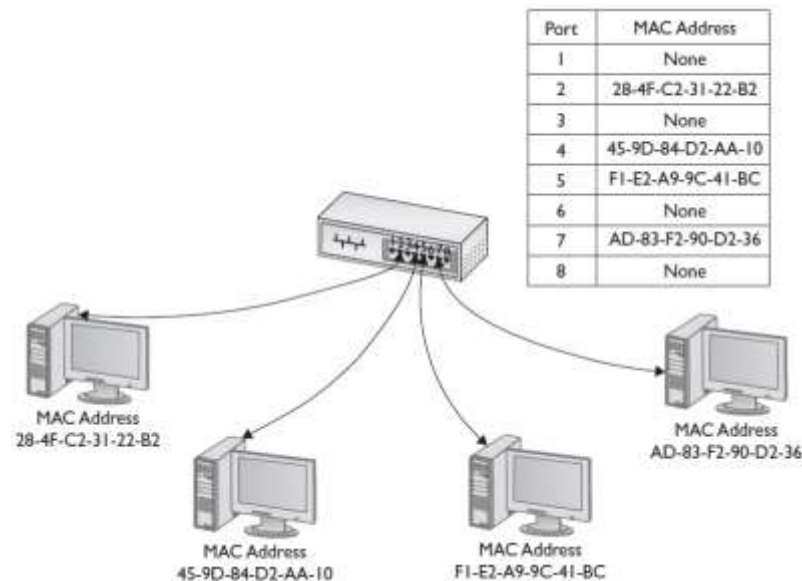 Port MAC Address
1 None
2 28-4F-C2-31-22-B2
3 None
4 45-9D-84-D2-AA-10
5 F1-E2-A9-9C-41-BC
6 None
7 AD-83-F2-90-D2-36
8 None
MAC Address
28-4F-C2-31-22-B2
MAC Address
45-9D-84-D2-AA-10
MAC Address
F1-E2-A9-9C-41-BC
MAC Address
AD-83-F2-90-D2-36